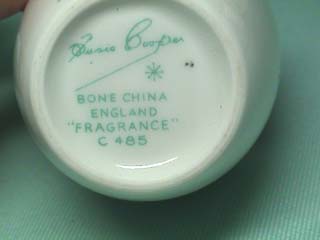 Susie Cooper
BONE CHINA
ENGLAND
"FRAGRANCE"
C 485